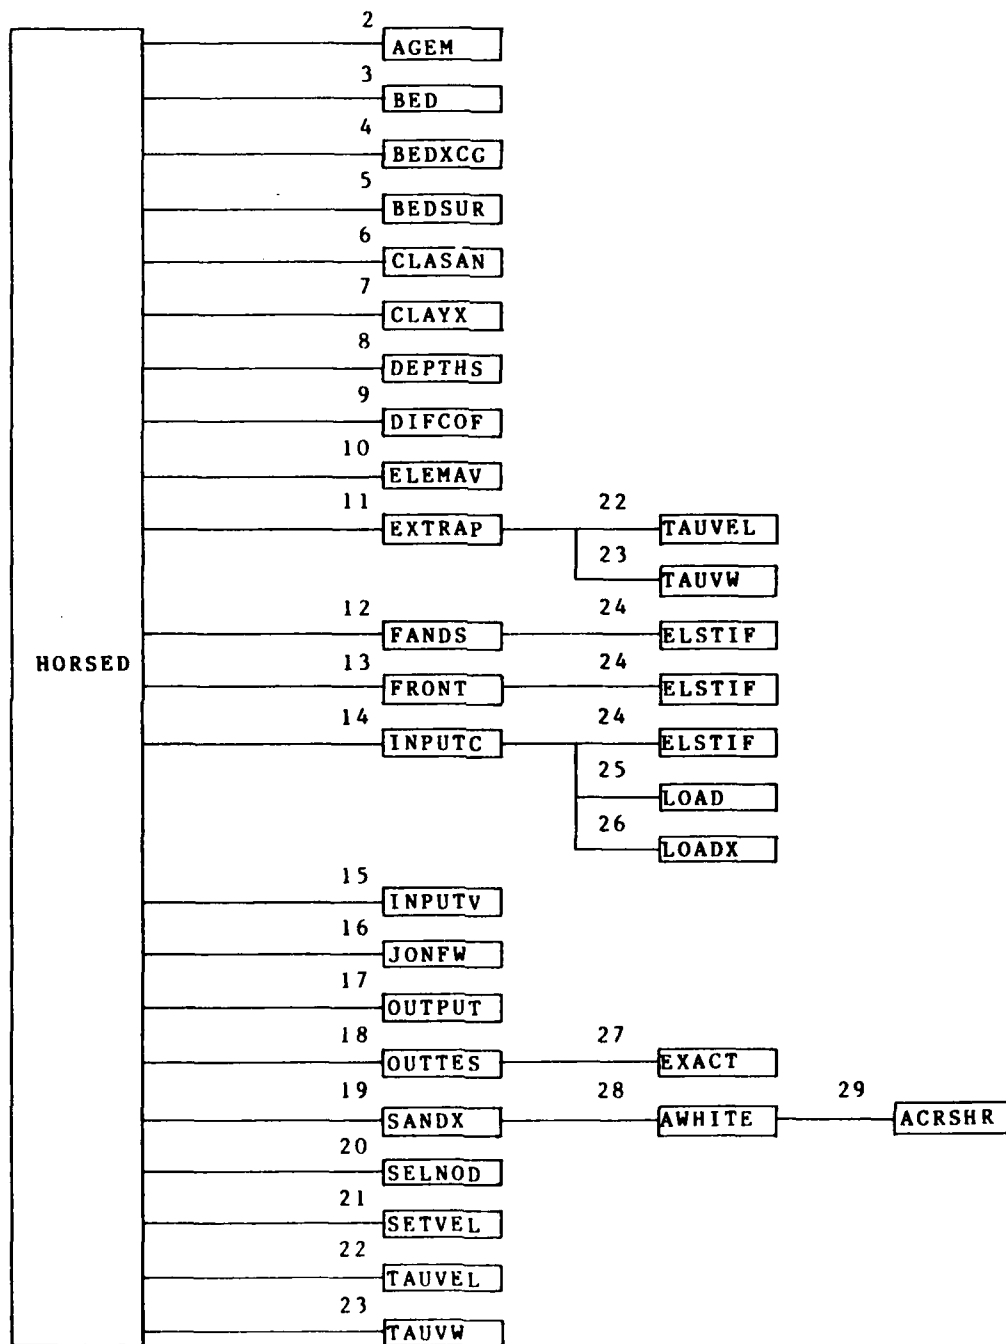 2
AGEM
3
BED
4
BEDXCG
5
BEDSUR
6
CLASAN
7
CLAYX
8
DEPTHS
9
DIFCOF
10
ELEMAV
11 22
EXTRAP TAUVEL
23
TAUVW
12 24
FANDS ELSTIF
HORSED
13 24
FRONT ELSTIF
14 24
INPUTC ELSTIF
25
LOAD
26
LOADX
15
INPUTV
16
JONFW
17
OUTPUT
18 27
OUTTES EXACT
19 28 29
SANDX AWHITE ACRSHR
20
SELNOD
21
SETVEL
22
TAUVEL
23
TAUVW